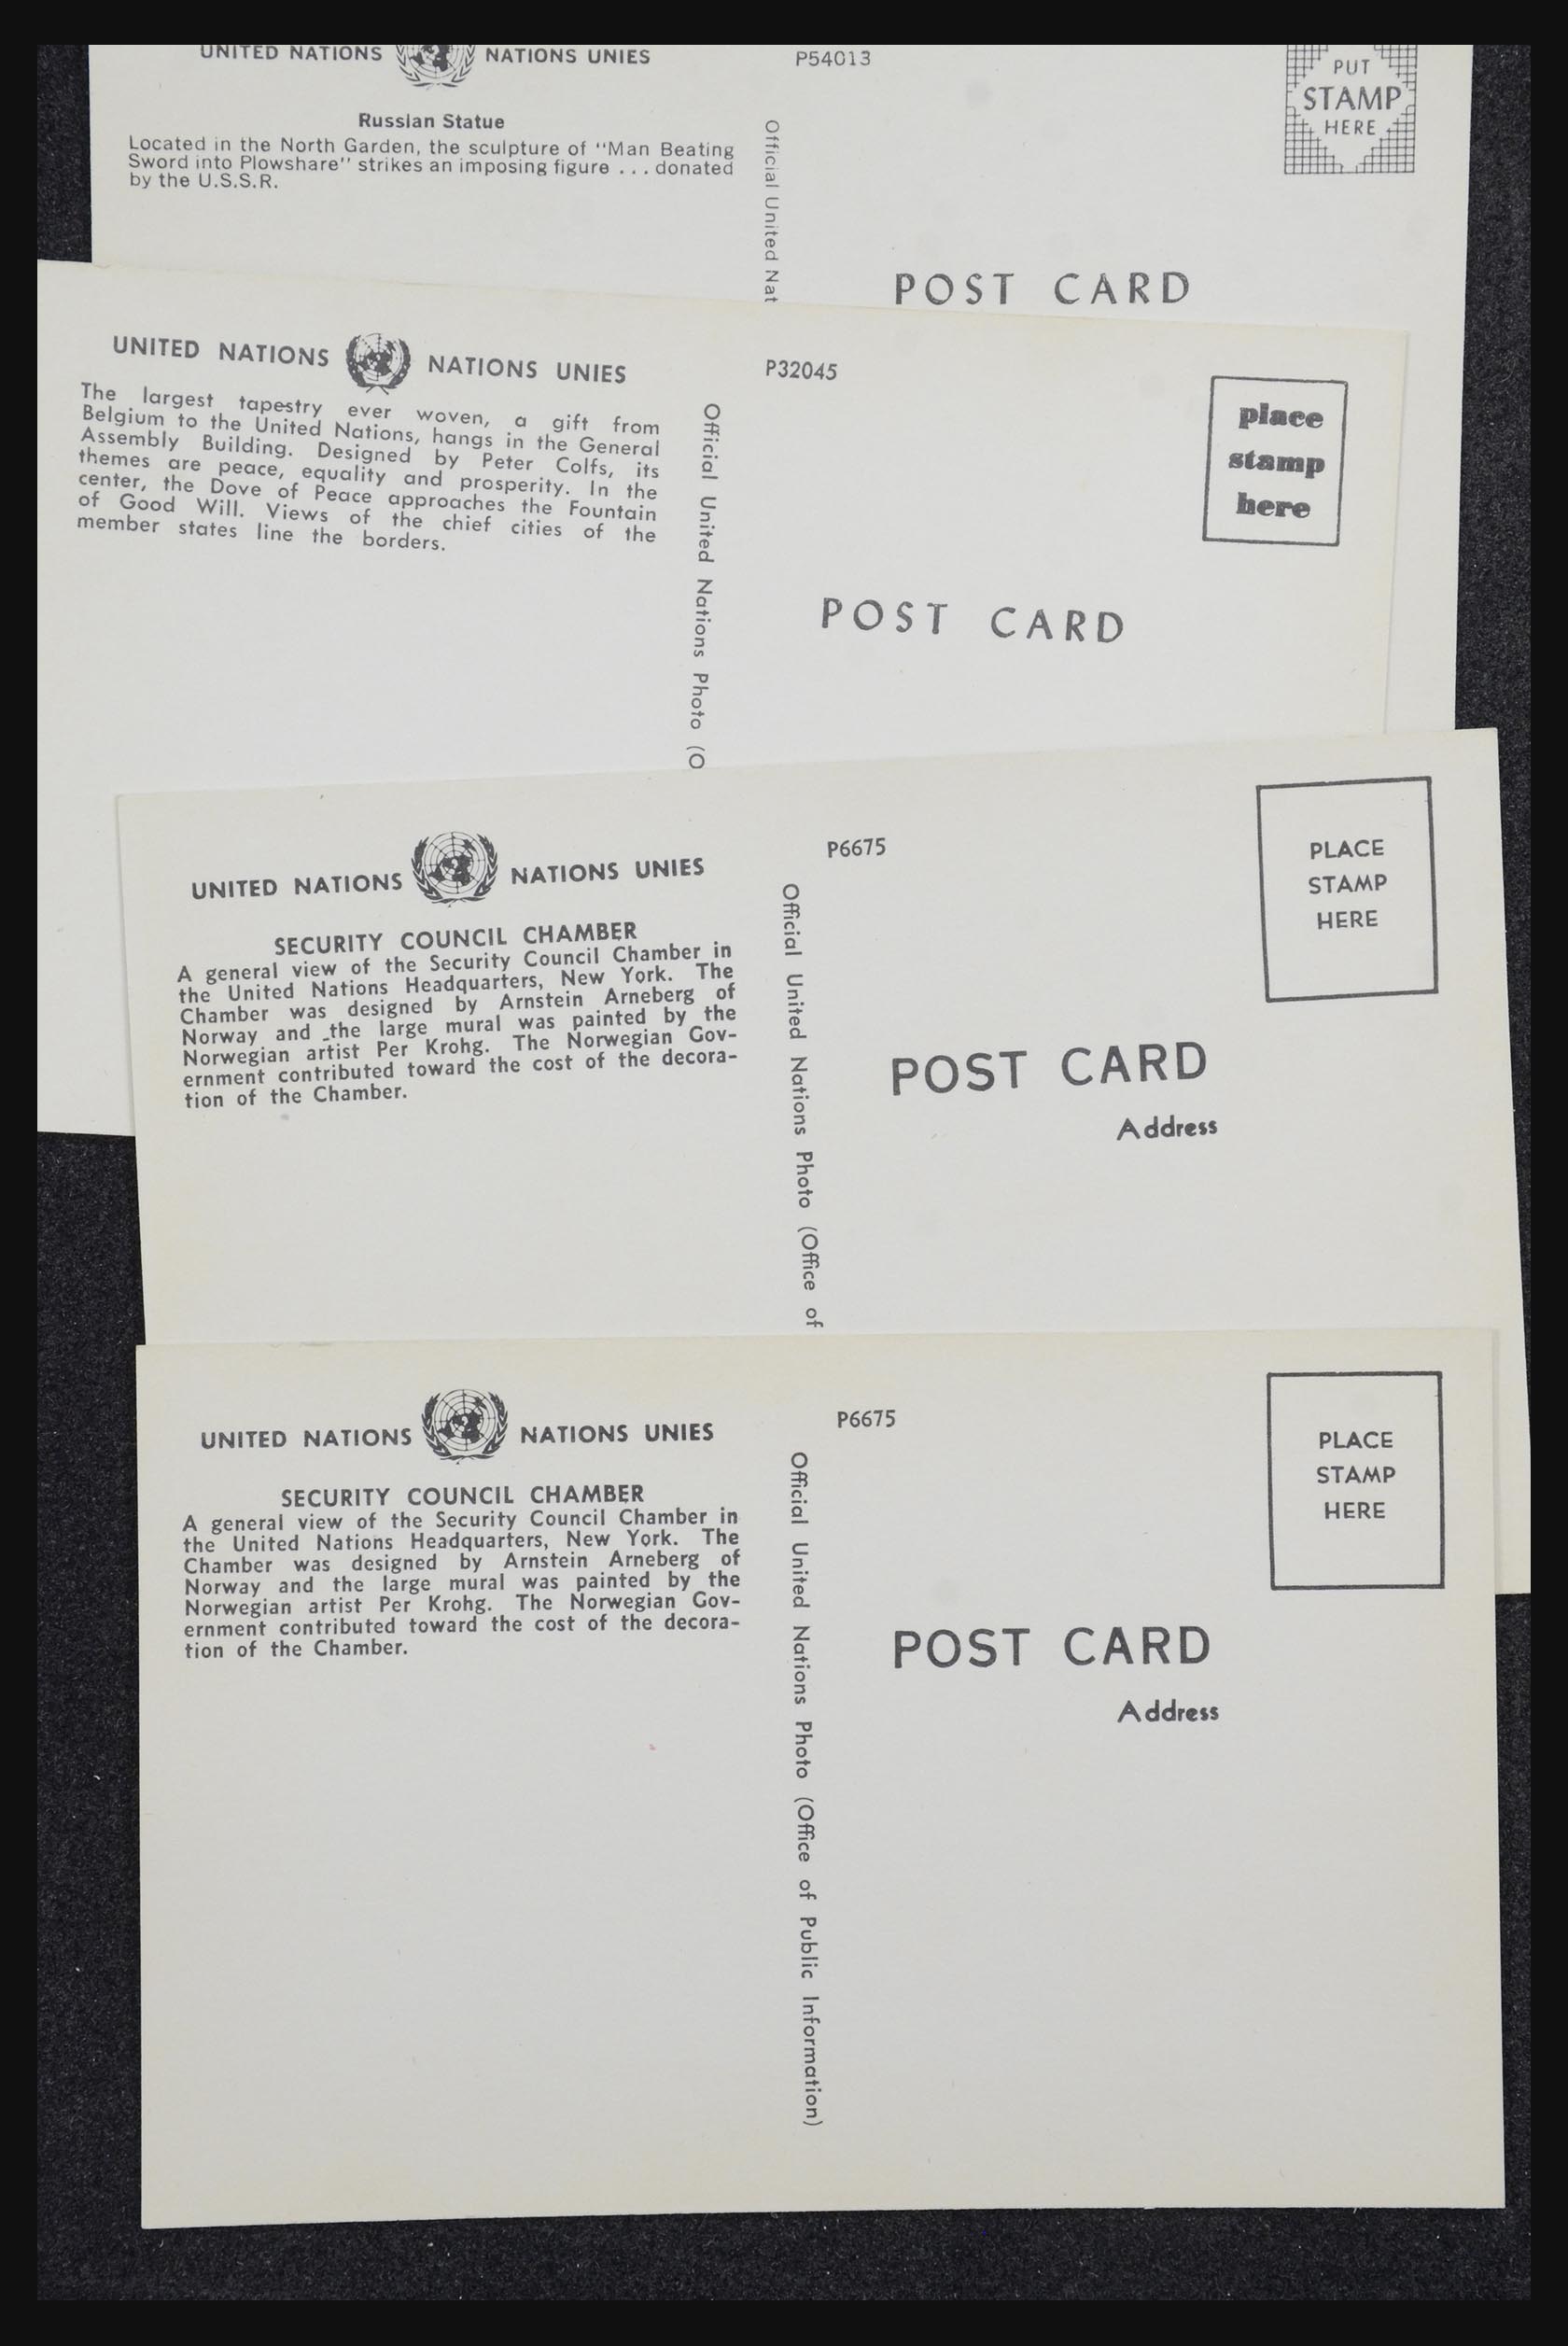 UNITED NATIONS NATIONS UNIES
P54013
PUT
STAMP
HERE
Russian Statue
Located in the North Garden, the sculpture of "Man Beating
Sword into Plowshare" strikes an imposing figure . . . donated
by the U.S.S.R.
Official United Nat
POST CARD
UNITED NATIONS NATIONS UNIES
P32045
The largest tapestry ever woven, a gift from
Belgium to the United Nations, hangs in the General
Assembly Building. Designed by Peter Colfs, its
themes are peace, equality and prosperity. In the
center, the Dove of Peace approaches the Fountain
of Good Will. Views of the chief cities of the
member states line the borders.
Official United Nations Photo (O
place
stamp
here
POST CARD
UNITED NATIONS NATIONS UNIES
P6675
SECURITY COUNCIL CHAMBER
A general view of the Security Council Chamber in
the United Nations Headquarters, New York. The
Chamber was designed by Arnstein Arneberg of
Norway and the large mural was painted by the
Norwegian artist Per Krohg. The Norwegian Gov-
ernment contributed toward the cost of the decora-
tion of the Chamber.
Official United Nations Photo (Office of
PLACE
STAMP
HERE
POST CARD
Address
UNITED NATIONS NATIONS UNIES
P6675
SECURITY COUNCIL CHAMBER
A general view of the Security Council Chamber in
the United Nations Headquarters, New York. The
Chamber was designed by Arnstein Arneberg of
Norway and the large mural was painted by the
Norwegian artist Per Krohg. The Norwegian Gov-
ernment contributed toward the cost of the decora-
tion of the Chamber.
Official United Nations Photo (Office of Public Information)
PLACE
STAMP
HERE
POST CARD
Address